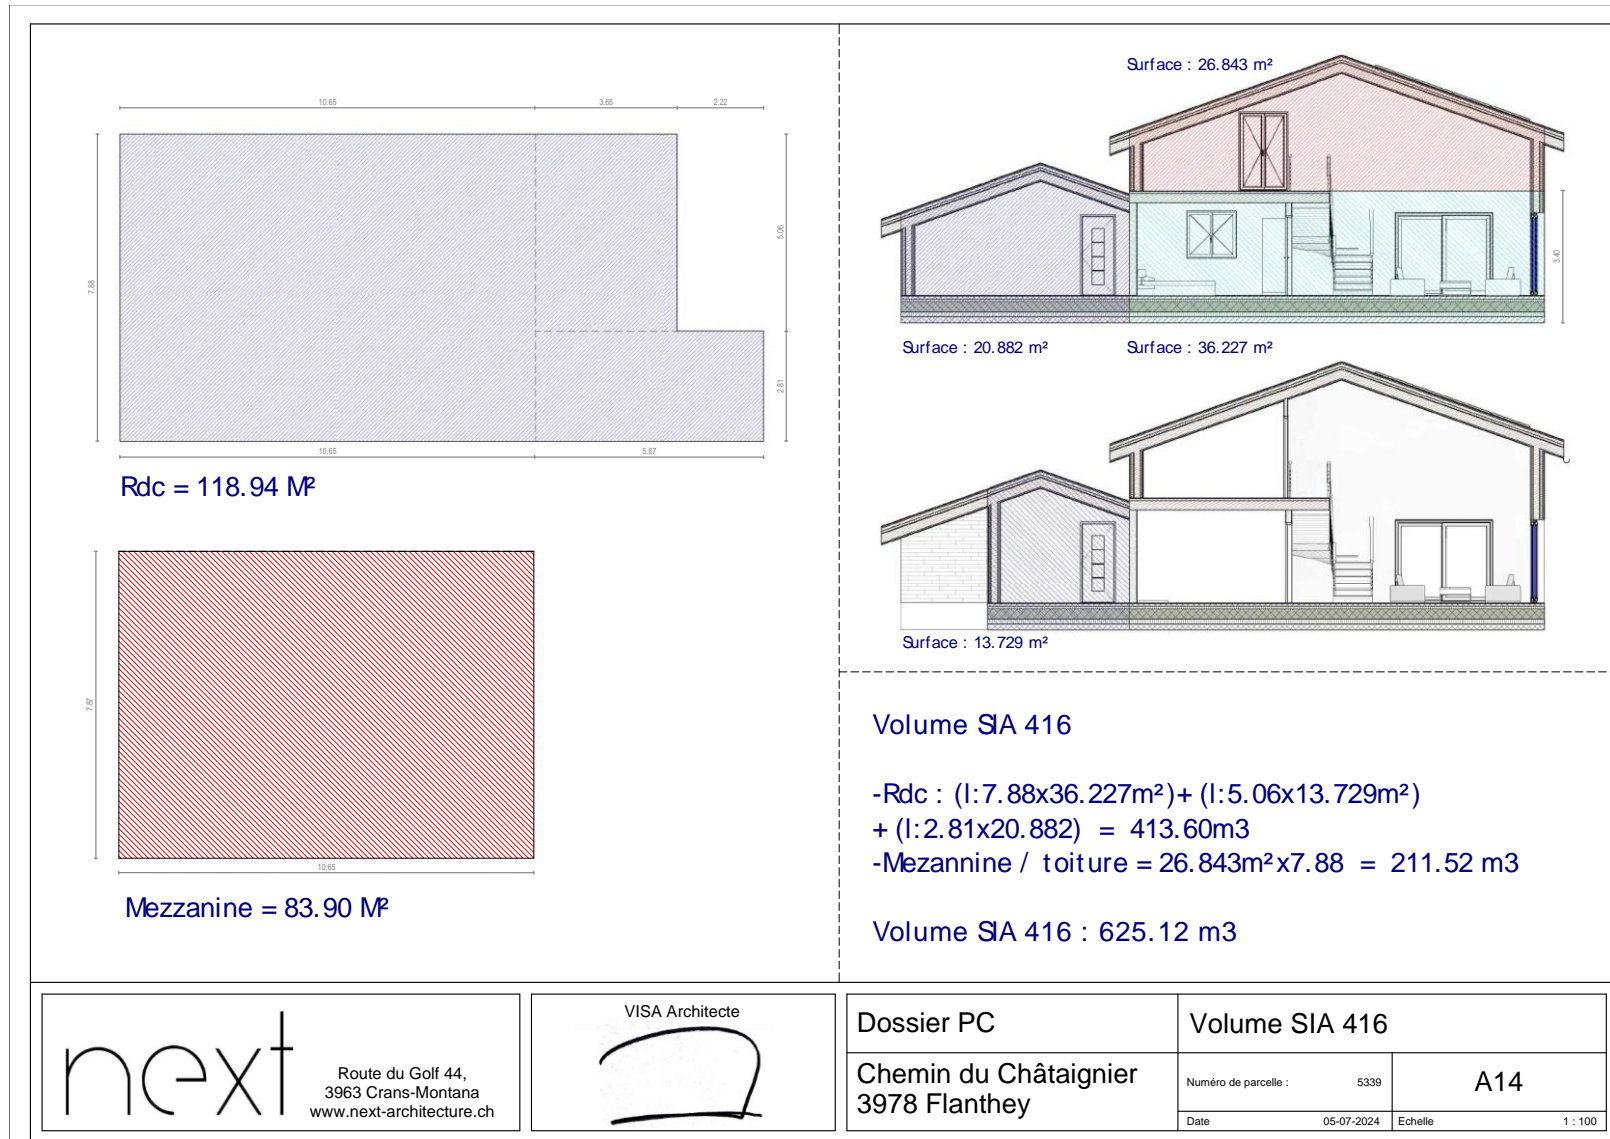 10.65
3.65
2.22
7.88
5.06
2.81
10.65
5.87
Rdc = 118.94 M²
7.87
10.65
Mezzanine = 83.90 M²
Surface : 26.843 m²
3.40
Surface : 20.882 m²
Surface : 36.227 m²
Surface : 13.729 m²
Volume SIA 416
-Rdc : (l:7.88x36.227m²)+ (l:5.06x13.729m²)
+ (l:2.81x20.882) = 413.60m3
-Mezannine / toiture = 26.843m²x7.88 = 211.52 m3
Volume SIA 416 : 625.12 m3
next
Route du Golf 44,
3963 Crans-Montana
www.next-architecture.ch
VISA Architecte
Dossier PC
Chemin du Châtaignier
3978 Flanthey
Volume SIA 416
Numéro de parcelle : 5339
A14
Date 05-07-2024
Echelle 1 : 100